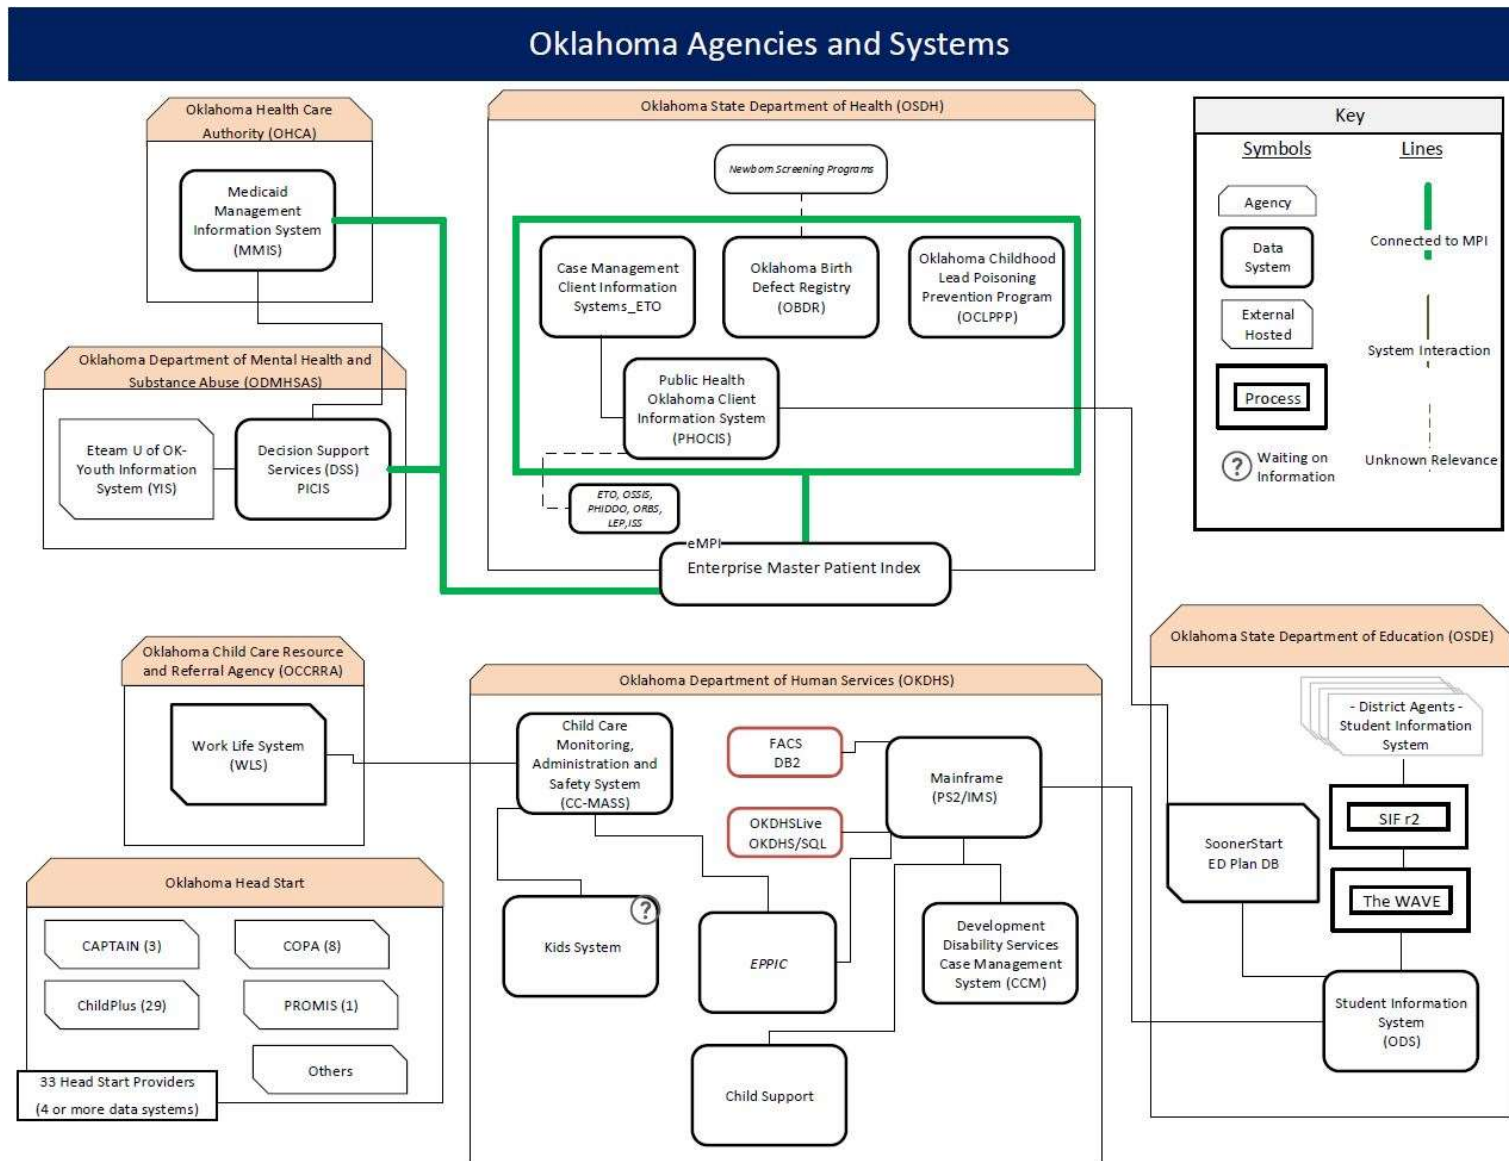 Oklahoma Agencies and Systems
Oklahoma Health Care
Authority (OHCA)
Medicaid
Management
Information System
(MMIS)
Oklahoma Department of Mental Health and
Substance Abuse (ODMHSAS)
Eteam U of OK-
Youth Information
System (YIS)
Decision Support
Services (DSS)
PICIS
Oklahoma State Department of Health (OSDH)
Newborn Screening Programs
Case Management
Client Information
Systems_ETO
Oklahoma Birth
Defect Registry
(OBDR)
Oklahoma Childhood
Lead Poisoning
Prevention Program
(OCLPPP)
Public Health
Oklahoma Client
Information System
(PHOCIS)
ETO, OSSIS,
PHIDDO, ORBS,
LEP,ISS
eMPI
Enterprise Master Patient Index
Key
Symbols
Lines
Agency
Data
System
External
Hosted
Process
?
Waiting on
Information
Connected to MPI
System Interaction
Unknown Relevance
Oklahoma Child Care Resource
and Referral Agency (OCCRRA)
Work Life System
(WLS)
Oklahoma Head Start
CAPTAIN (3)
COPA (8)
ChildPlus (29)
PROMIS (1)
Others
33 Head Start Providers
(4 or more data systems)
Oklahoma Department of Human Services (OKDHS)
Child Care
Monitoring,
Administration and
Safety System
(CC-MASS)
FACS
DB2
OKDHSLive
OKDHS/SQL
Mainframe
(PS2/IMS)
Kids System
?
EPPIC
Development
Disability Services
Case Management
System (CCM)
Child Support
Oklahoma State Department of Education (OSDE)
- District Agents -
Student Information
System
SIF r2
The WAVE
SoonerStart
ED Plan DB
Student Information
System
(ODS)